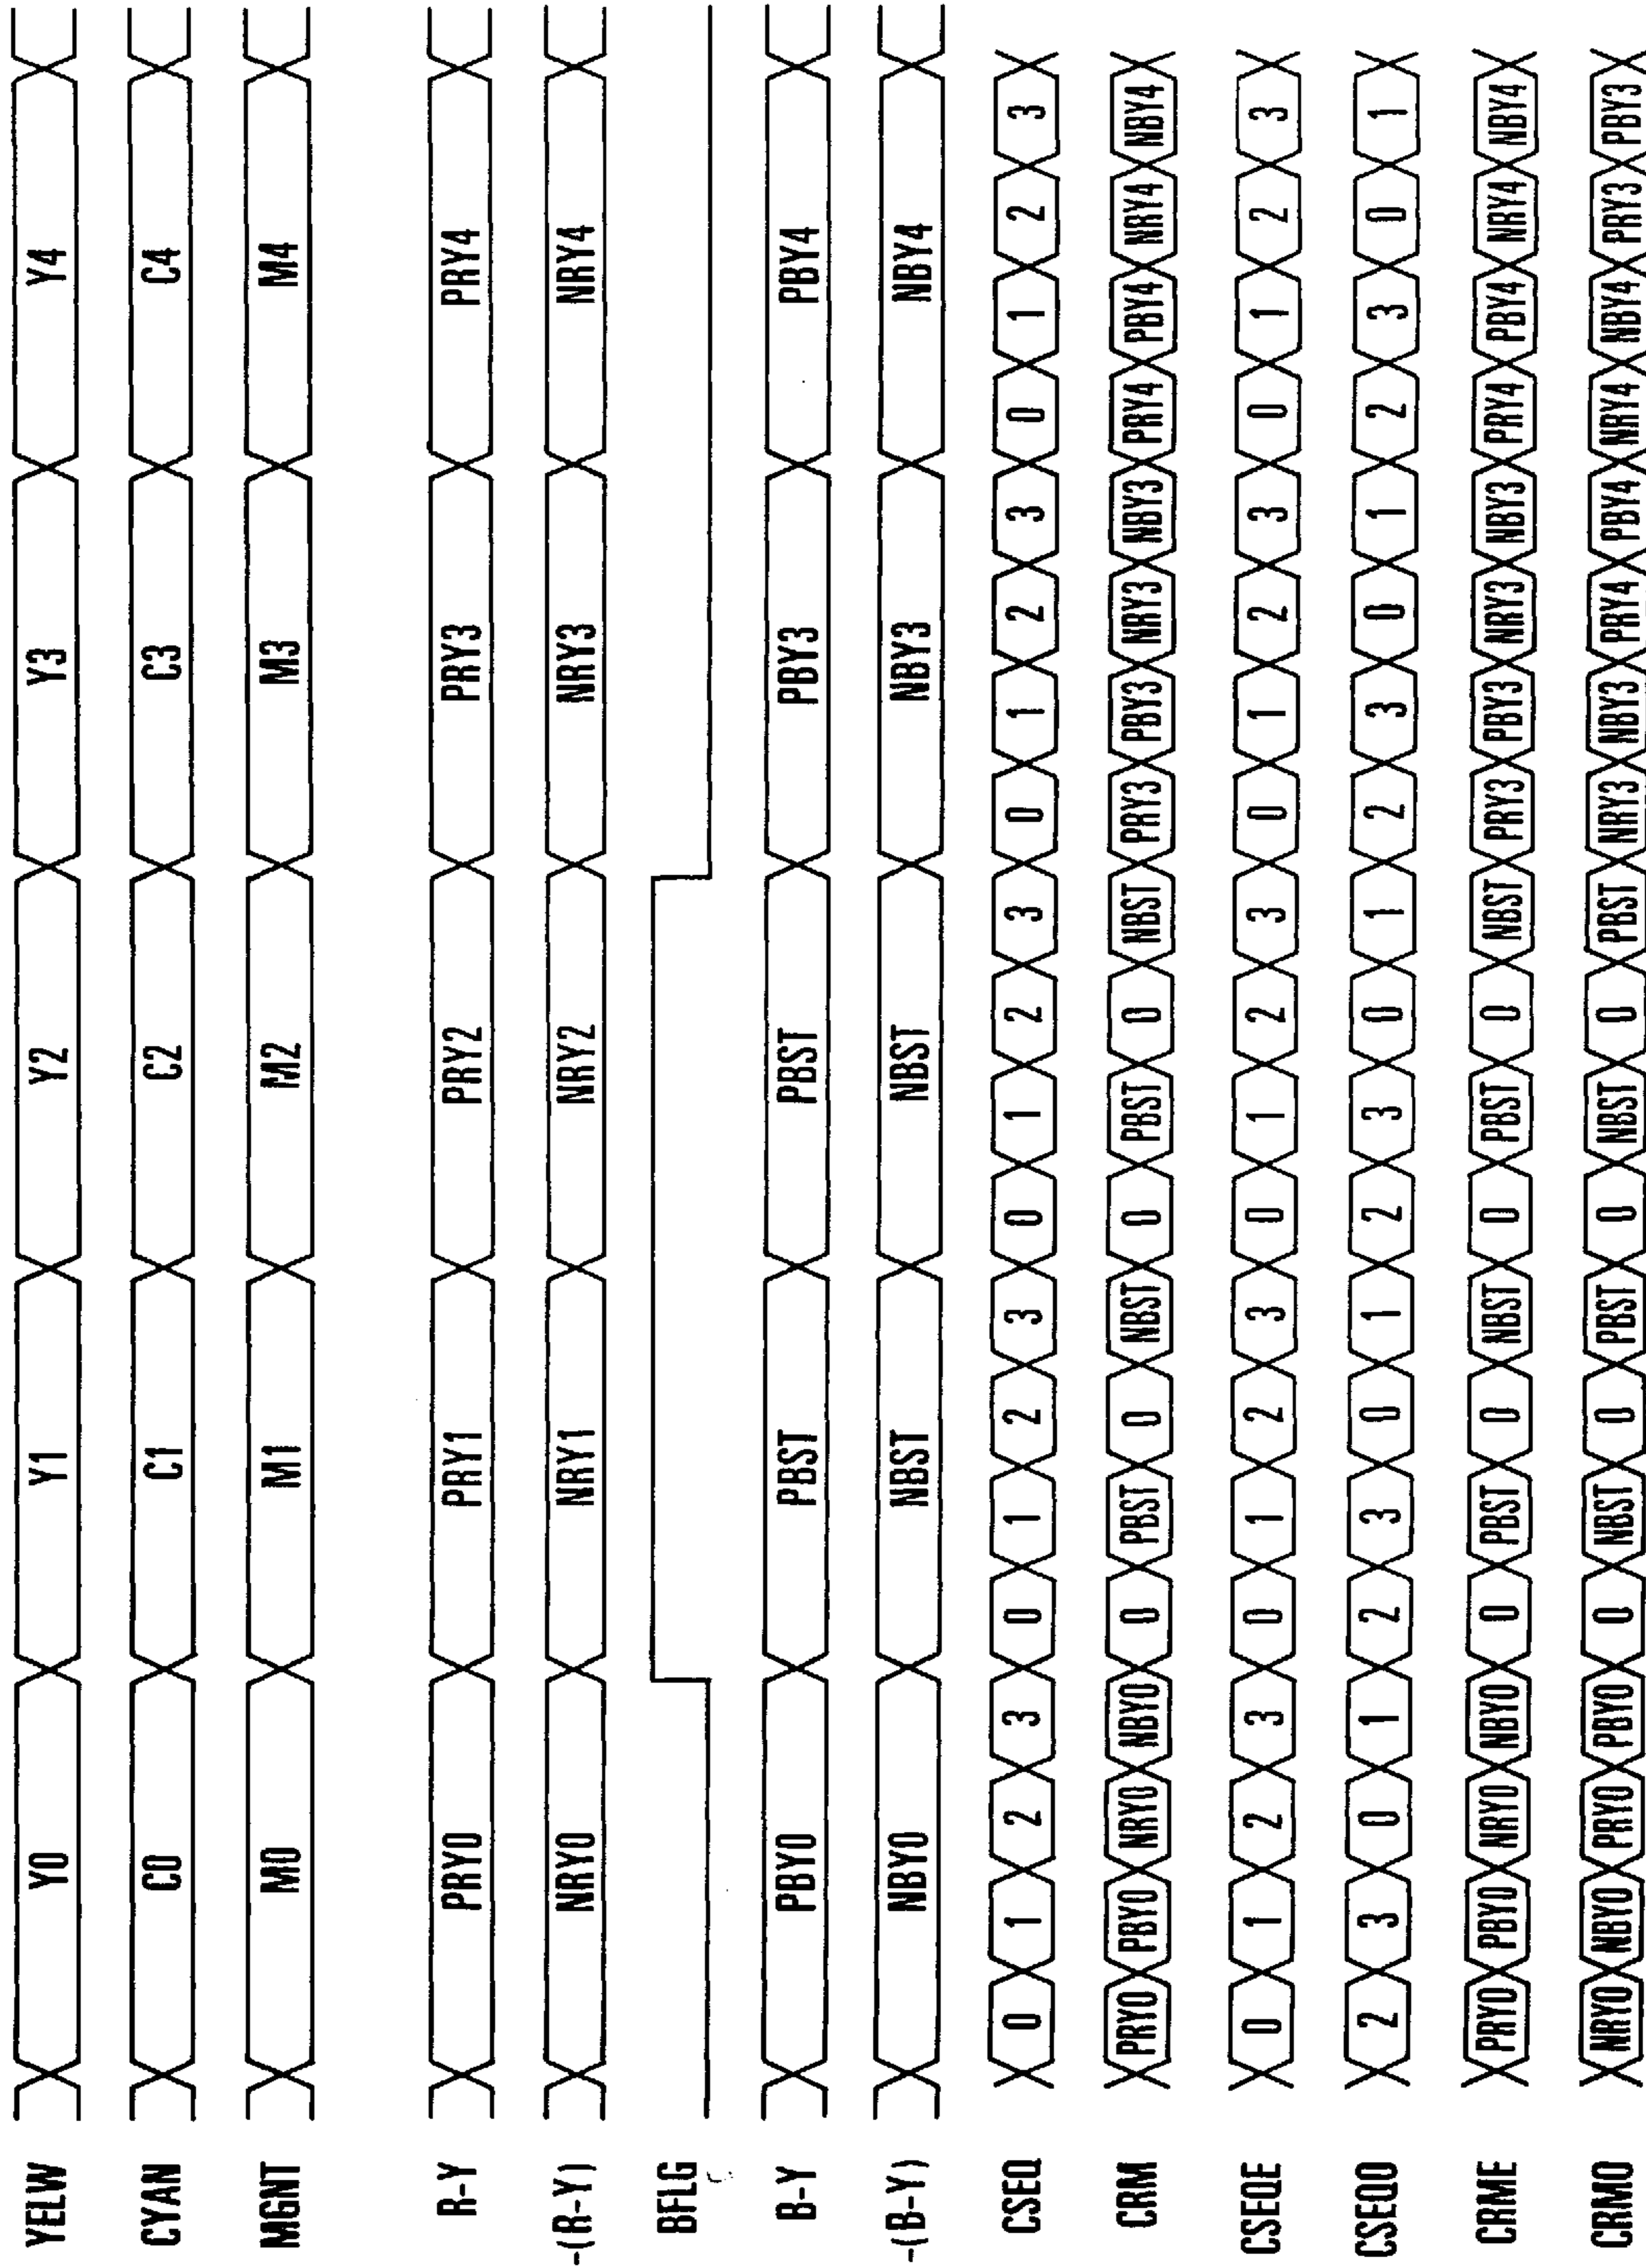 YELW Y0 Y1 Y2 Y3 Y4
CYAN C0 C1 C2 C3 C4
MGNT M0 M1 M2 M3 M4
R-Y PRY0 PRY1 PRY2 PRY3 PRY4
-(R-Y) NRY0 NRY1 NRY2 NRY3 NRY4
BFLG
B-Y PBY0 PBST PBST PBY3 PBY4
-(B-Y) NBY0 NBST NBST NBY3 NBY4
CSEQ 0 1 2 3 0 1 2 3 0 1 2 3 0 1 2 3 0 1 2 3
CRM PRY0 PBY0 NRY0 NBY0 0 PBST 0 NBST 0 PBST 0 NBST PRY3 PBY3 NRY3 NBY3 PRY4 PBY4 NRY4 NBY4
CSEQE 0 1 2 3 0 1 2 3 0 1 2 3 0 1 2 3 0 1 2 3
CSEQO 2 3 0 1 2 3 0 1 2 3 0 1 2 3 0 1 2 3 0 1
CRME PRY0 PBY0 NRY0 NBY0 0 PBST 0 NBST 0 PBST 0 NBST PRY3 PBY3 NRY3 NBY3 PRY4 PBY4 NRY4 NBY4
CRMO NRY0 NBY0 PRY0 PBY0 0 NBST 0 PBST 0 NBST 0 PBST NRY3 NBY3 PRY4 PBY4 NRY4 NBY4 PRY3 PBY3